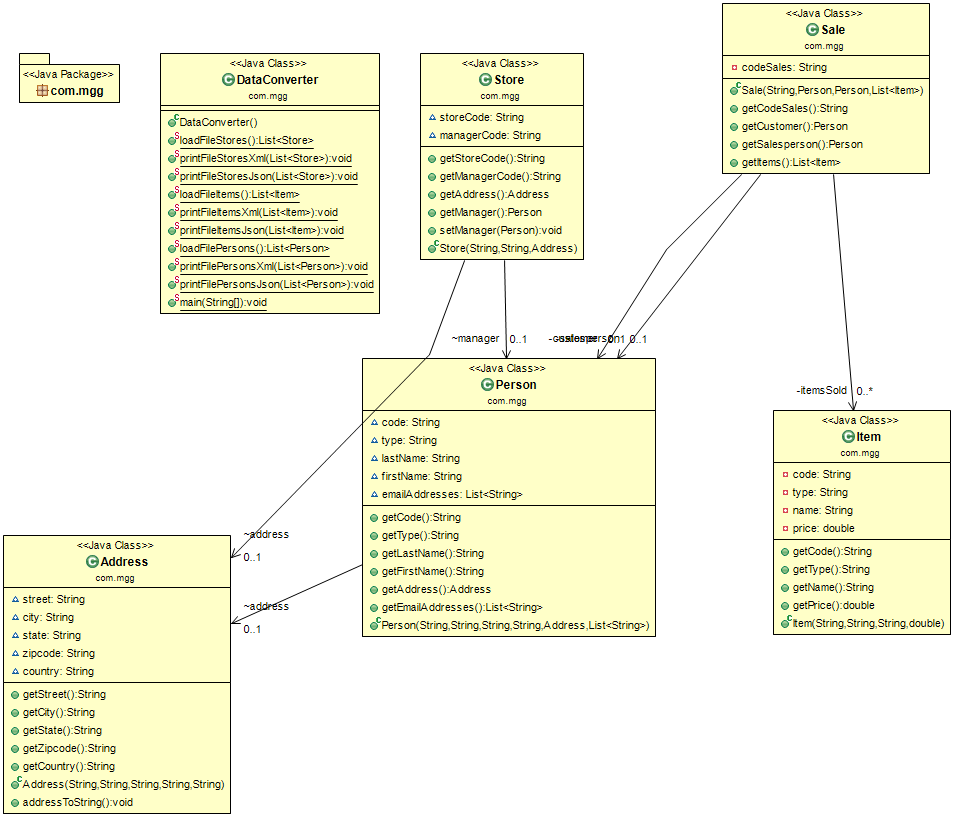 <<Java Package>>
com.mgg
<<Java Class>>
DataConverter
com.mgg
DataConverter()
loadFileStores():List<Store>
printFileStoresXml(List<Store>):void
printFileStoresJson(List<Store>):void
loadFileItems():List<Item>
printFileItemsXml(List<Item>):void
printFileItemsJson(List<Item>):void
loadFilePersons():List<Person>
printFilePersonsXml(List<Person>):void
printFilePersonsJson(List<Person>):void
main(String[]):void
<<Java Class>>
Store
com.mgg
storeCode: String
managerCode: String
getStoreCode():String
getManagerCode():String
getAddress():Address
getManager():Person
setManager(Person):void
Store(String,String,Address)
<<Java Class>>
Sale
com.mgg
codeSales: String
Sale(String,Person,Person,List<Item>)
getCodeSales():String
getCustomer():Person
getSalesperson():Person
getItems():List<Item>
~manager 0..1
0..1
-itemsSold 0..*
<<Java Class>>
Person
com.mgg
code: String
type: String
lastName: String
firstName: String
emailAddresses: List<String>
getCode():String
getType():String
getLastName():String
getFirstName():String
getAddress():Address
getEmailAddresses():List<String>
Person(String,String,String,String,Address,List<String>)
<<Java Class>>
Item
com.mgg
code: String
type: String
name: String
price: double
getCode():String
getType():String
getName():String
getPrice():double
Item(String,String,String,double)
~address
0..1
~address
0..1
<<Java Class>>
Address
com.mgg
street: String
city: String
state: String
zipcode: String
country: String
getStreet():String
getCity():String
getState():String
getZipcode():String
getCountry():String
Address(String,String,String,String,String)
addressToString():void